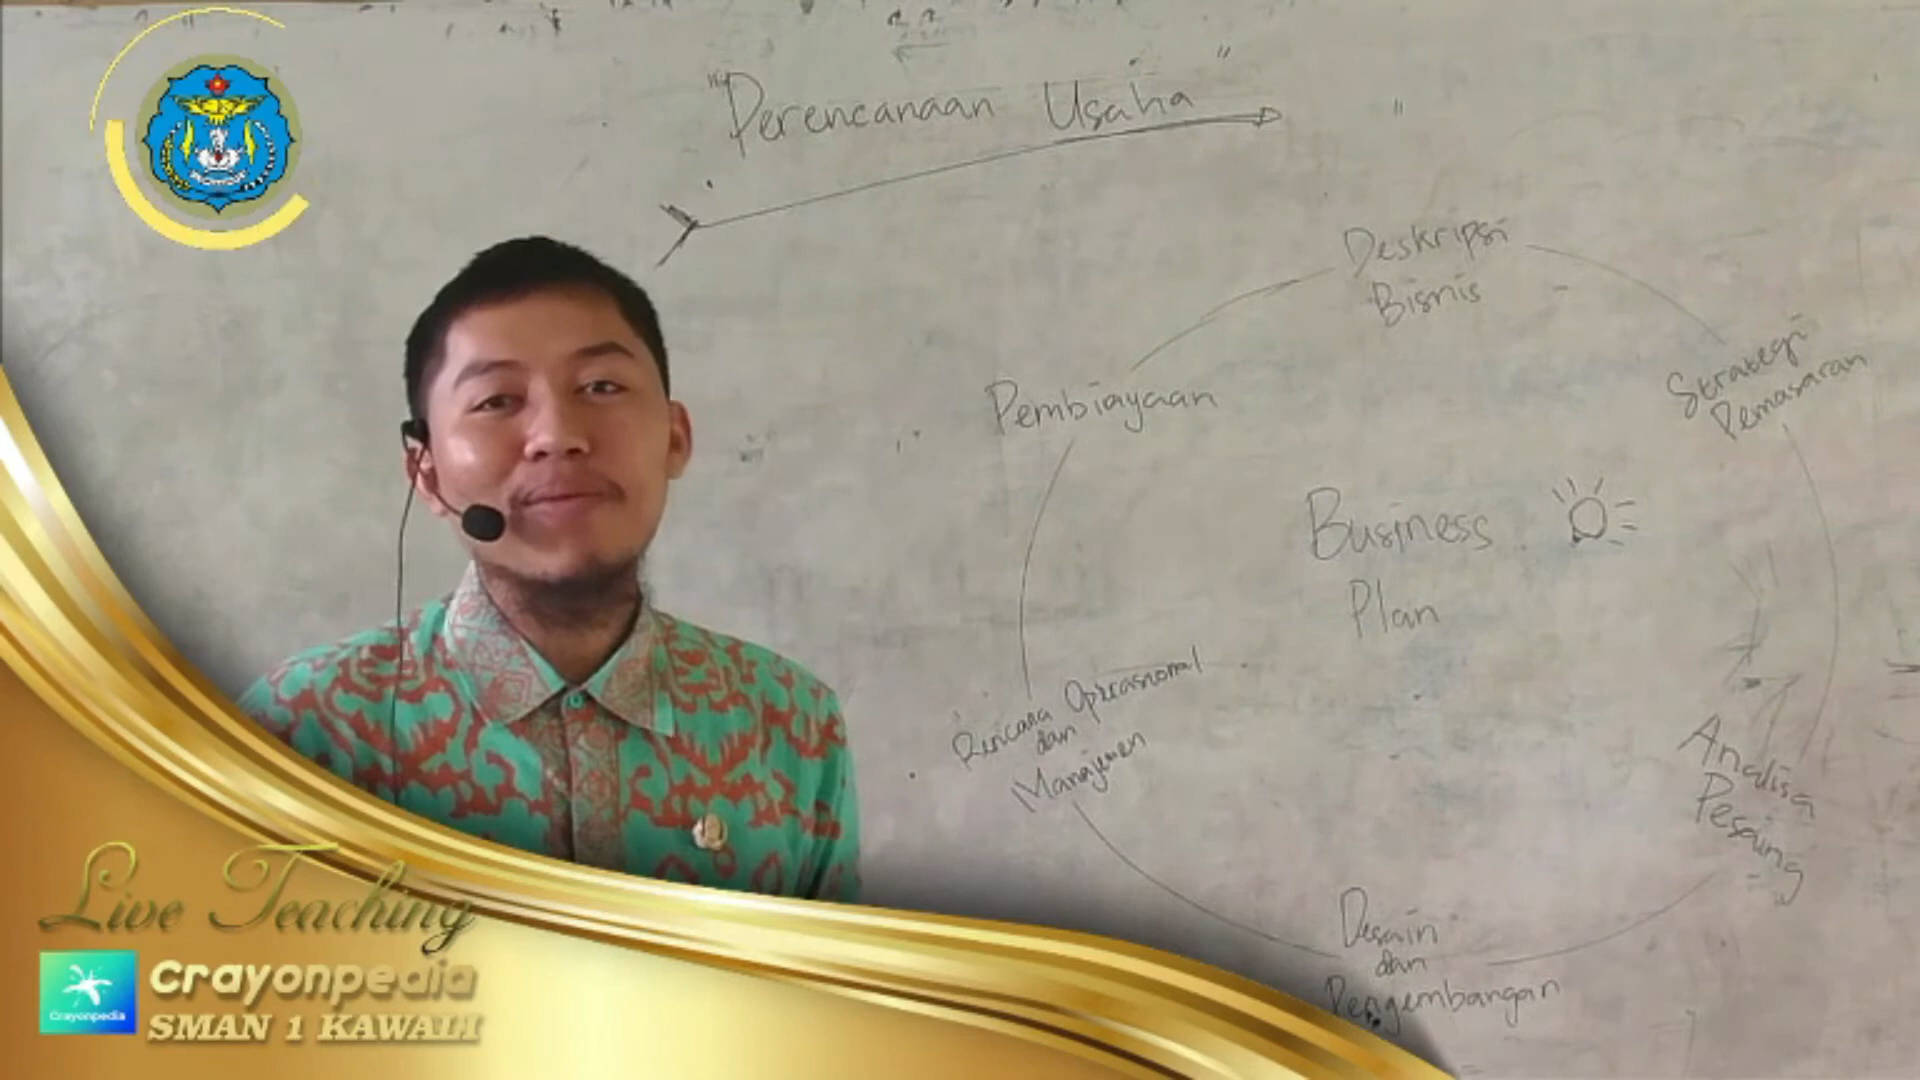 "Perencanaan Usaha"
Deskripsi
Bisnis
Strategi
Pemasaran
Pembiayaan
Business
Plan
Rencana Operasional
dan
Manajemen
Analisa
Pesaing
Desain
dan
Pengembangan
Live Teaching
Crayonpedia
Crayonpedia
SMAN 1 KAWALI